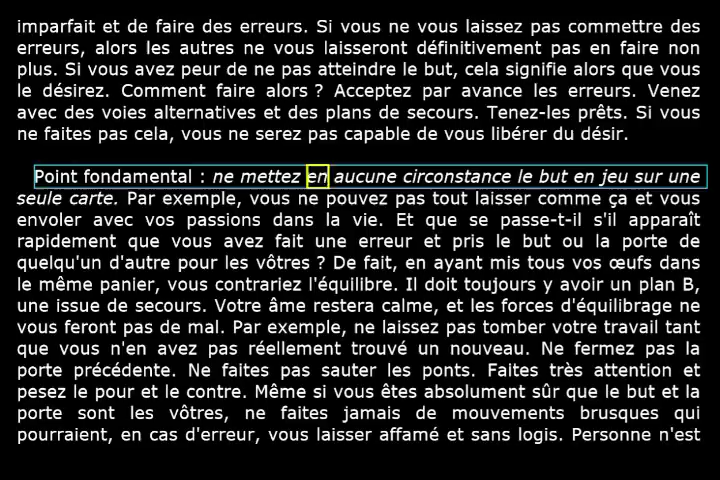 imparfait et de faire des erreurs. Si vous ne vous laissez pas commettre des
erreurs, alors les autres ne vous laisseront définitivement pas en faire non
plus. Si vous avez peur de ne pas atteindre le but, cela signifie alors que vous
le désirez. Comment faire alors ? Acceptez par avance les erreurs. Venez
avec des voies alternatives et des plans de secours. Tenez-les prêts. Si vous
ne faites pas cela, vous ne serez pas capable de vous libérer du désir.
Point fondamental : ne mettez en aucune circonstance le but en jeu sur une
seule carte. Par exemple, vous ne pouvez pas tout laisser comme ça et vous
envoler avec vos passions dans la vie. Et que se passe-t-il s'il apparaît
rapidement que vous avez fait une erreur et pris le but ou la porte de
quelqu'un d'autre pour les vôtres ? De fait, en ayant mis tous vos œufs dans
le même panier, vous contrariez l'équilibre. Il doit toujours y avoir un plan B,
une issue de secours. Votre âme restera calme, et les forces d'équilibrage ne
vous feront pas de mal. Par exemple, ne laissez pas tomber votre travail tant
que vous n'en avez pas réellement trouvé un nouveau. Ne fermez pas la
porte précédente. Ne faites pas sauter les ponts. Faites très attention et
pesez le pour et le contre. Même si vous êtes absolument sûr que le but et la
porte sont les vôtres, ne faites jamais de mouvements brusques qui
pourraient, en cas d'erreur, vous laisser affamé et sans logis. Personne n'est